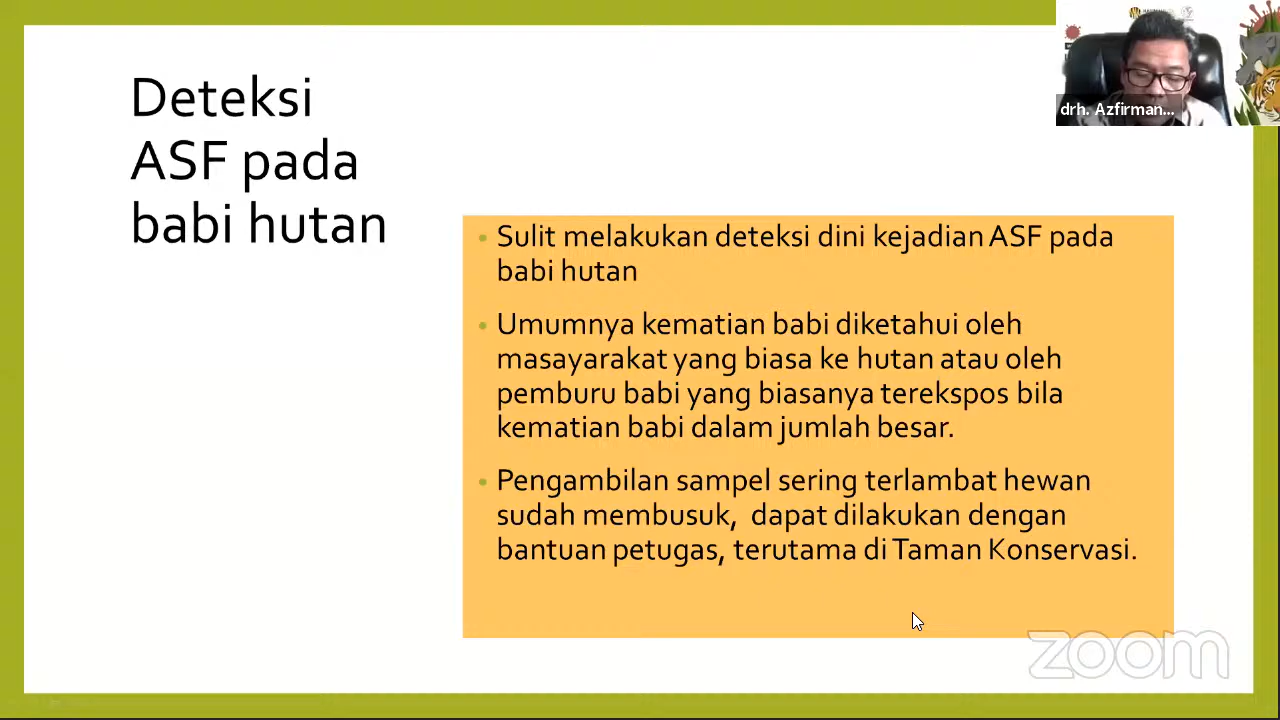 Deteksi
ASF pada
babi hutan
drh. Azfirman...
• Sulit melakukan deteksi dini kejadian ASF pada
babi hutan
• Umumnya kematian babi diketahui oleh
masayarakat yang biasa ke hutan atau oleh
pemburu babi yang biasanya terekspos bila
kematian babi dalam jumlah besar.
• Pengambilan sampel sering terlambat hewan
sudah membusuk, dapat dilakukan dengan
bantuan petugas, terutama di Taman Konservasi.
zoom